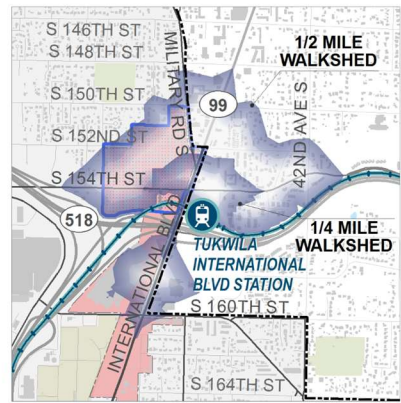 S 146TH ST
S 148TH ST
MILITARY RD S
1/2 MILE
WALKSHED
S 150TH ST
99
S 152ND ST
42ND AVE S
S 154TH ST
518
1/4 MILE
WALKSHED
TUKWILA
INTERNATIONAL
BLVD STATION
INTERNATIONAL BLVD
S 160TH ST
S 164TH ST